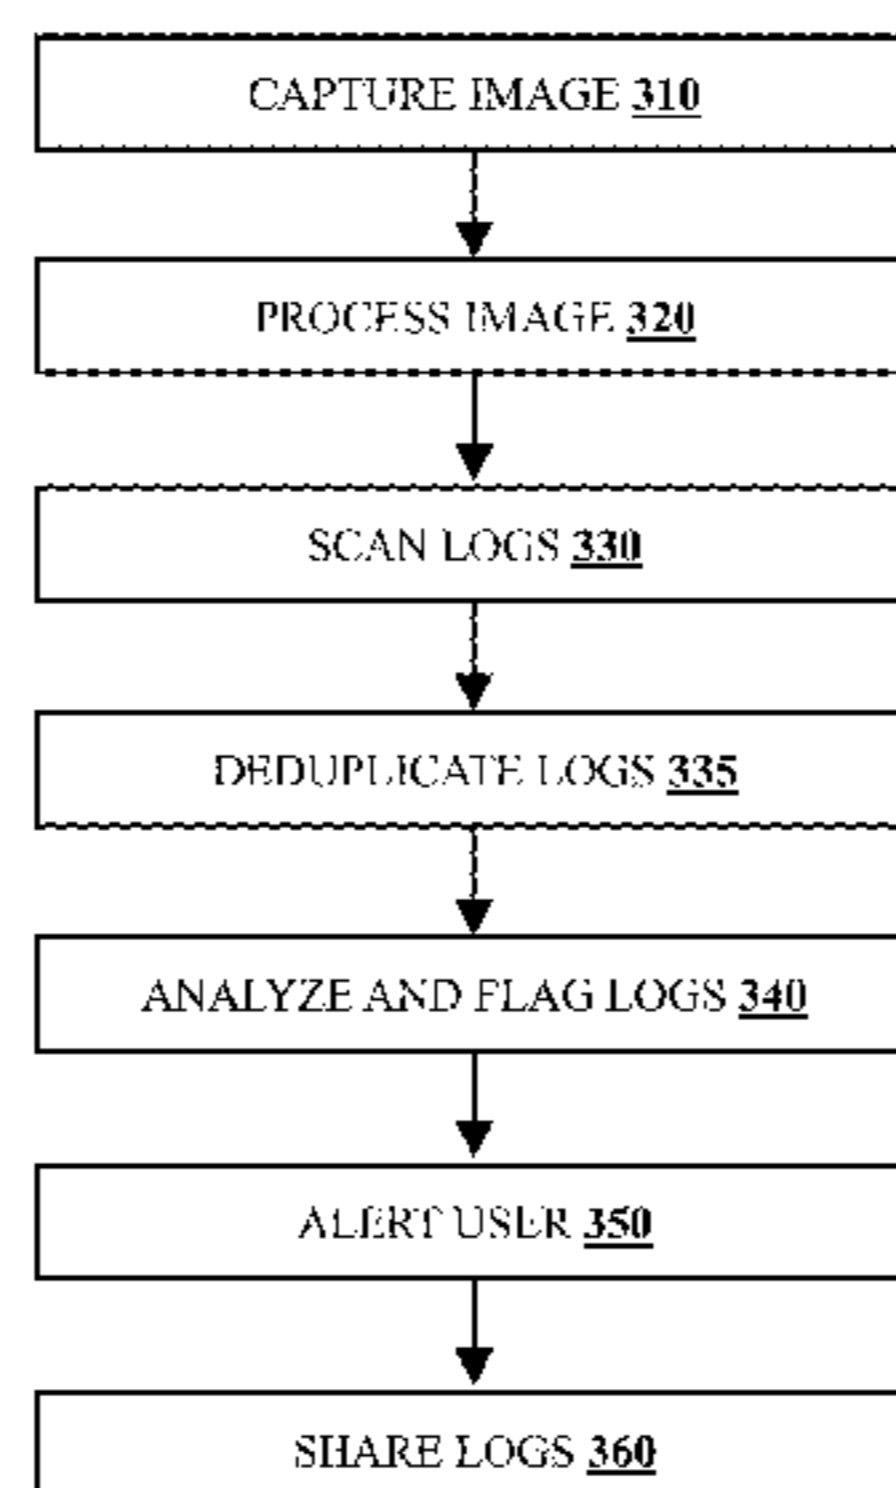 CAPTURE IMAGE 310
PROCESS IMAGE 320
SCAN LOGS 330
DEDUPLICATE LOGS 335
ANALYZE AND FLAG LOGS 340
ALERT USER 350
SHARE LOGS 360